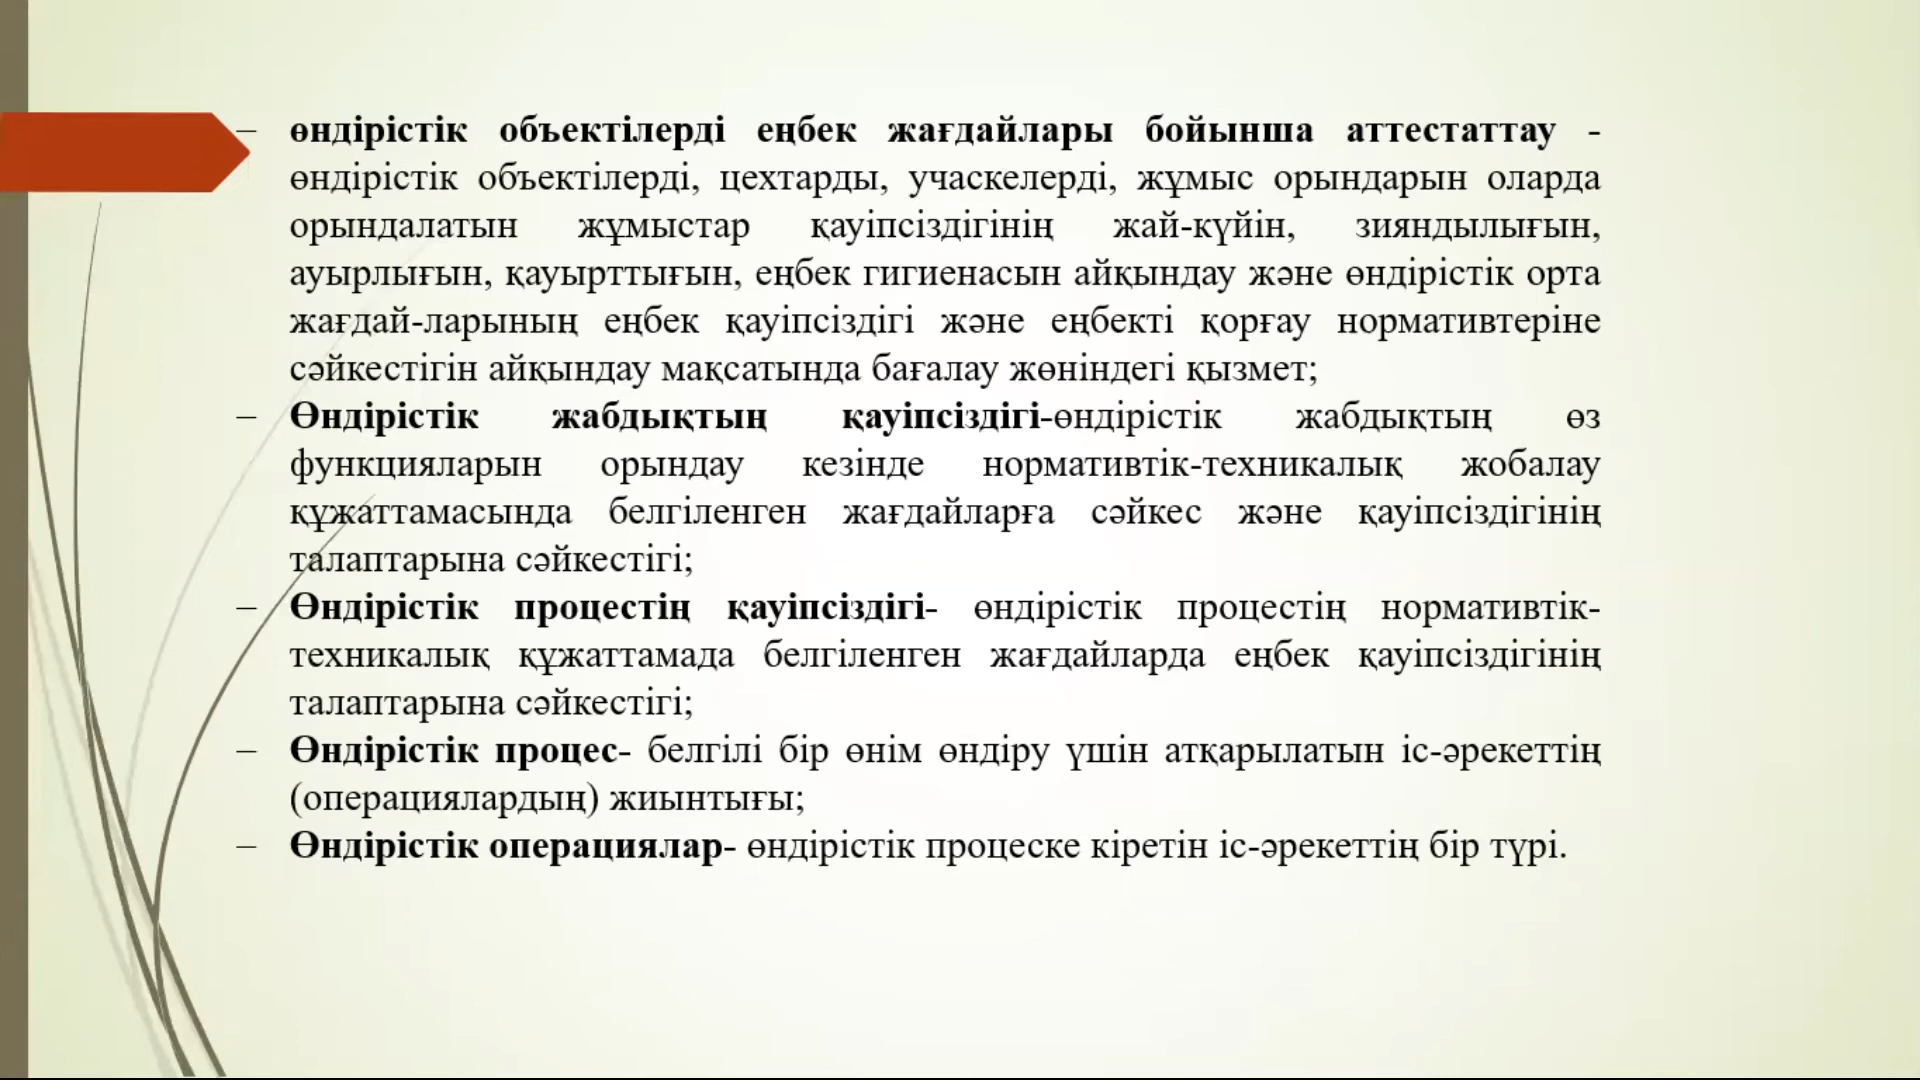 – өндірістік объектілерді еңбек жағдайлары бойынша аттестаттау -
өндірістік объектілерді, цехтарды, учаскелерді, жұмыс орындарын оларда
орындалатын жұмыстар қауіпсіздігінің жай-күйін, зияндылығын,
ауырлығын, қауырттығын, еңбек гигиенасын айқындау және өндірістік орта
жағдай-ларының еңбек қауіпсіздігі және еңбекті қорғау нормативтеріне
сәйкестігін айқындау мақсатында бағалау жөніндегі қызмет;
– Өндірістік жабдықтың қауіпсіздігі-өндірістік жабдықтың өз
функцияларын орындау кезінде нормативтік-техникалық жобалау
құжаттамасында белгіленген жағдайларға сәйкес және қауіпсіздігінің
талаптарына сәйкестігі;
– Өндірістік процестің қауіпсіздігі- өндірістік процестің нормативтік-
техникалық құжаттамада белгіленген жағдайларда еңбек қауіпсіздігінің
талаптарына сәйкестігі;
– Өндірістік процес- белгілі бір өнім өндіру үшін атқарылатын іс-әрекеттің
(операциялардың) жиынтығы;
– Өндірістік операциялар- өндірістік процеске кіретін іс-әрекеттің бір түрі.